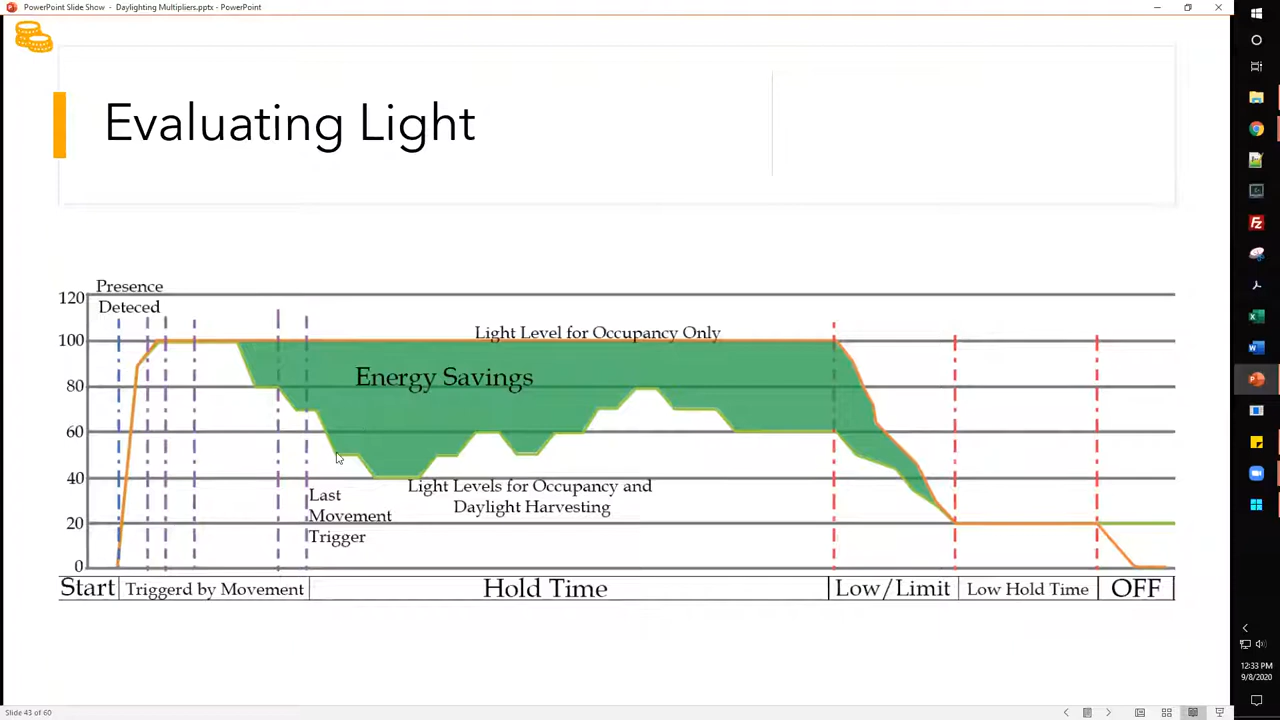 PowerPoint Slide Show - Daylighting Multipliers.pptx - PowerPoint
Evaluating Light
Presence
Deteced
120
100
80
60
40
20
0
Light Level for Occupancy Only
Energy Savings
Light Levels for Occupancy and
Daylight Harvesting
Last
Movement
Trigger
Start
Triggerd by Movement
Hold Time
Low/Limit
Low Hold Time
OFF
12:33 PM
9/8/2020
Slide 43 of 60